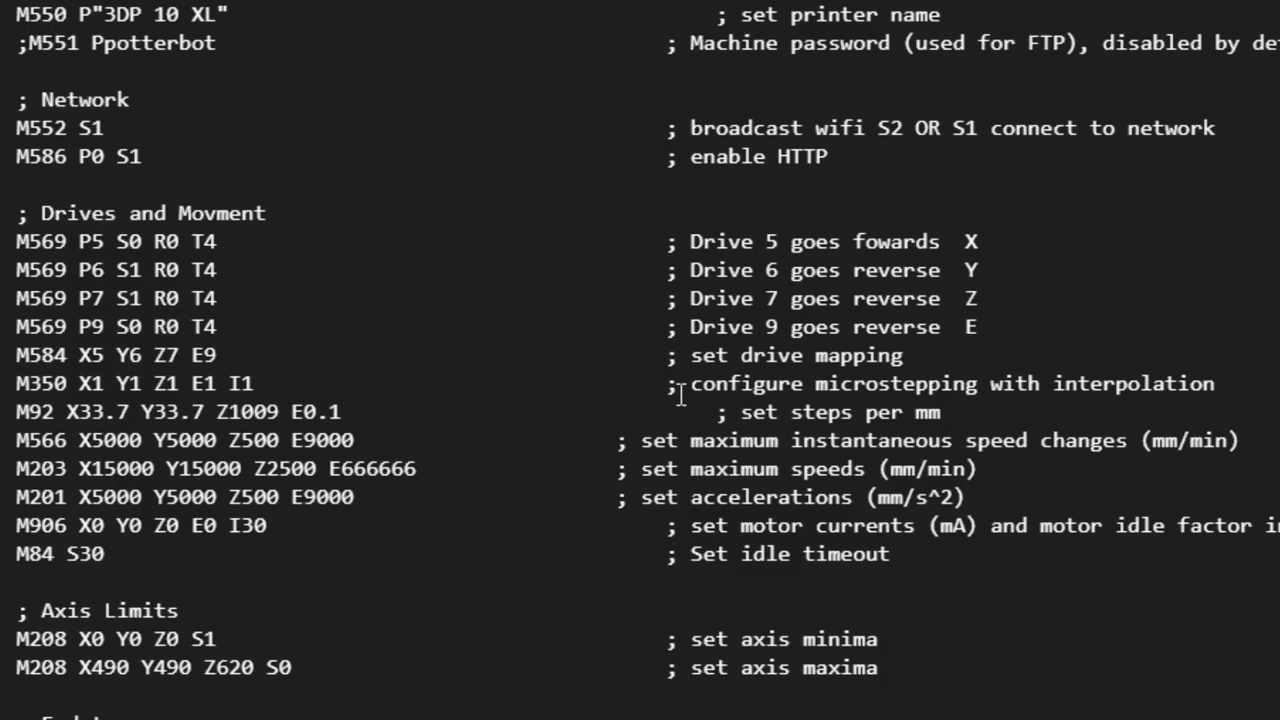 M550 P"3DP 10 XL" ; set printer name
;M551 Ppotterbot ; Machine password (used for FTP), disabled by
; Network
M552 S1 ; broadcast wifi S2 OR S1 connect to network
M586 P0 S1 ; enable HTTP
; Drives and Movment
M569 P5 S0 R0 T4 ; Drive 5 goes fowards X
M569 P6 S1 R0 T4 ; Drive 6 goes reverse Y
M569 P7 S1 R0 T4 ; Drive 7 goes reverse Z
M569 P9 S0 R0 T4 ; Drive 9 goes reverse E
M584 X5 Y6 Z7 E9 ; set drive mapping
M350 X1 Y1 Z1 E1 I1 ; configure microstepping with interpolation
M92 X33.7 Y33.7 Z1009 E0.1 ; set steps per mm
M566 X5000 Y5000 Z500 E9000 ; set maximum instantaneous speed changes (mm/min)
M203 X15000 Y15000 Z2500 E666666 ; set maximum speeds (mm/min)
M201 X5000 Y5000 Z500 E9000 ; set accelerations (mm/s^2)
M906 X0 Y0 Z0 E0 I30 ; set motor currents (mA) and motor idle factor
M84 S30 ; Set idle timeout
; Axis Limits
M208 X0 Y0 Z0 S1 ; set axis minima
M208 X490 Y490 Z620 S0 ; set axis maxima